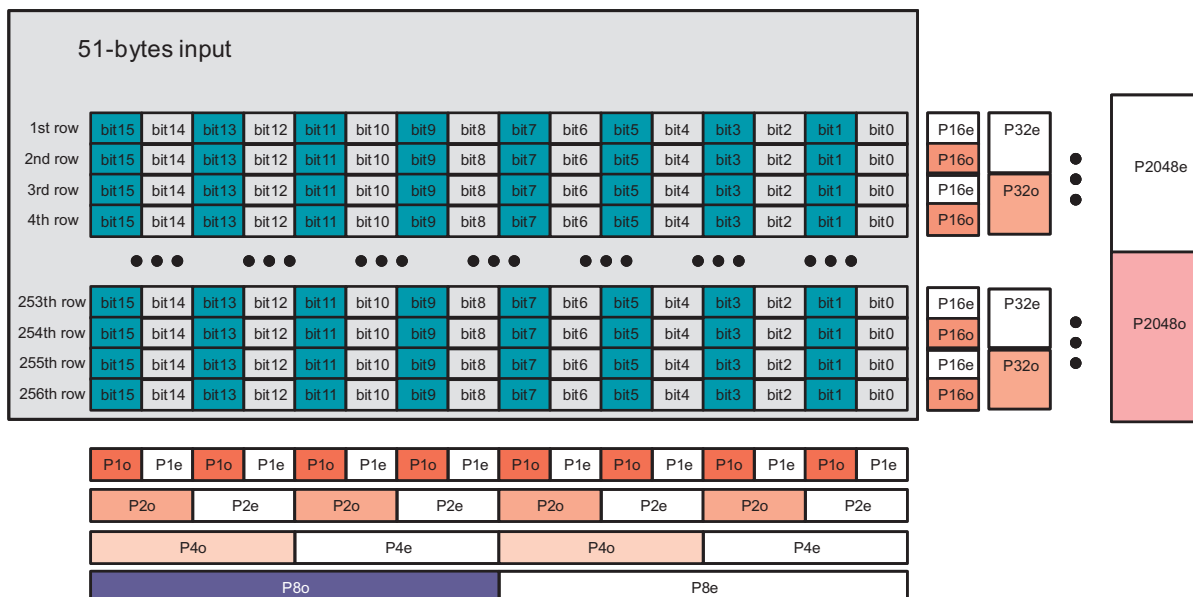 51-bytes input
1st row bit15 bit14 bit13 bit12 bit11 bit10 bit9 bit8 bit7 bit6 bit5 bit4 bit3 bit2 bit1 bit0 P16e P32e
2nd row bit15 bit14 bit13 bit12 bit11 bit10 bit9 bit8 bit7 bit6 bit5 bit4 bit3 bit2 bit1 bit0 P16o P2048e
3rd row bit15 bit14 bit13 bit12 bit11 bit10 bit9 bit8 bit7 bit6 bit5 bit4 bit3 bit2 bit1 bit0 P16e P32o
4th row bit15 bit14 bit13 bit12 bit11 bit10 bit9 bit8 bit7 bit6 bit5 bit4 bit3 bit2 bit1 bit0 P16o
253th row bit15 bit14 bit13 bit12 bit11 bit10 bit9 bit8 bit7 bit6 bit5 bit4 bit3 bit2 bit1 bit0 P16e P32e
254th row bit15 bit14 bit13 bit12 bit11 bit10 bit9 bit8 bit7 bit6 bit5 bit4 bit3 bit2 bit1 bit0 P16o P2048o
255th row bit15 bit14 bit13 bit12 bit11 bit10 bit9 bit8 bit7 bit6 bit5 bit4 bit3 bit2 bit1 bit0 P16e P32o
256th row bit15 bit14 bit13 bit12 bit11 bit10 bit9 bit8 bit7 bit6 bit5 bit4 bit3 bit2 bit1 bit0 P16o
P1o P1e P1o P1e P1o P1e P1o P1e P1o P1e P1o P1e P1o P1e P1o P1e
P2o P2e P2o P2e P2o P2e P2o P2e
P4o P4e P4o P4e
P8o P8e